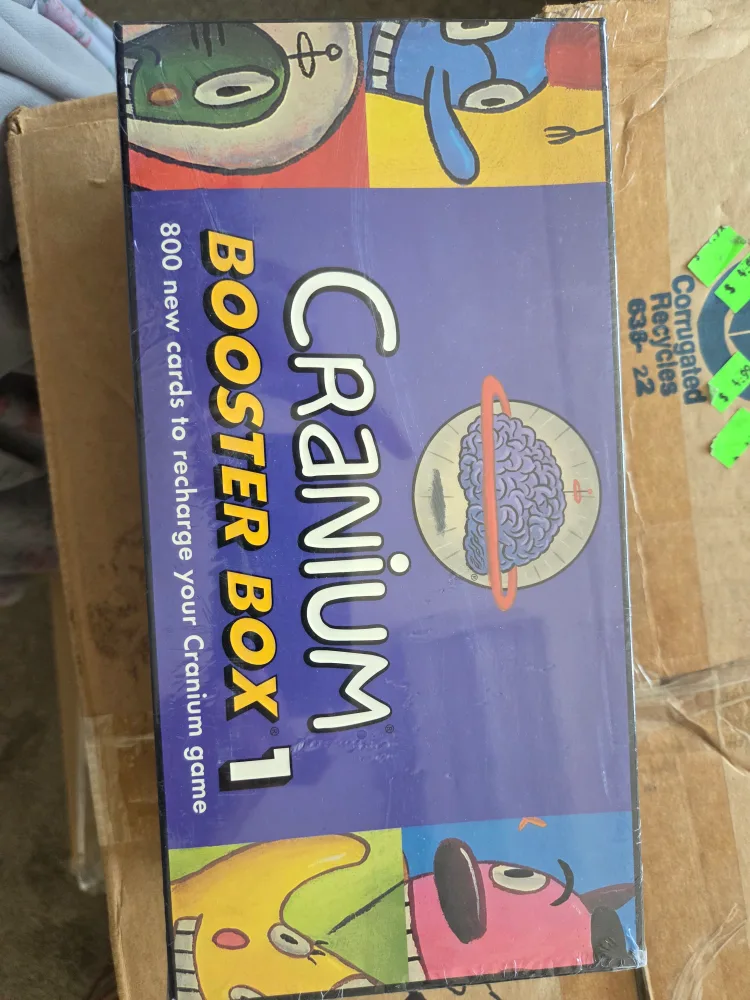 CRANIUM®
BOOSTER BOX® 1
800 new cards to recharge your Cranium game
Corrugated
Recycles